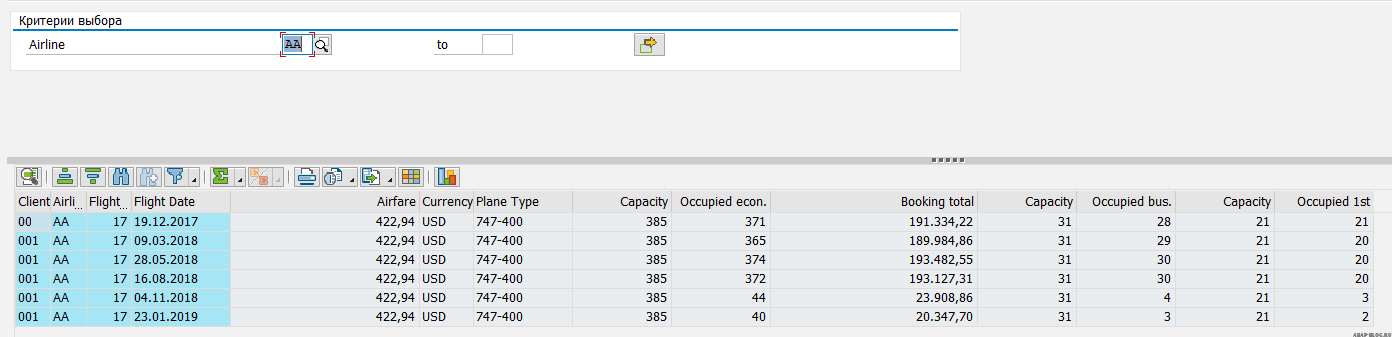 Критерии выбора
Airline AA to
Client Airli... Flight... Flight Date Airfare Currency Plane Type Capacity Occupied econ. Booking total Capacity Occupied bus. Capacity Occupied 1st
00 AA 17 19.12.2017 422,94 USD 747-400 385 371 191.334,22 31 28 21 21
001 AA 17 09.03.2018 422,94 USD 747-400 385 365 189.984,86 31 29 21 20
001 AA 17 28.05.2018 422,94 USD 747-400 385 374 193.482,55 31 30 21 20
001 AA 17 16.08.2018 422,94 USD 747-400 385 372 193.127,31 31 30 21 20
001 AA 17 04.11.2018 422,94 USD 747-400 385 44 23.908,86 31 4 21 3
001 AA 17 23.01.2019 422,94 USD 747-400 385 40 20.347,70 31 3 21 2
ABAP-BLOG.RU